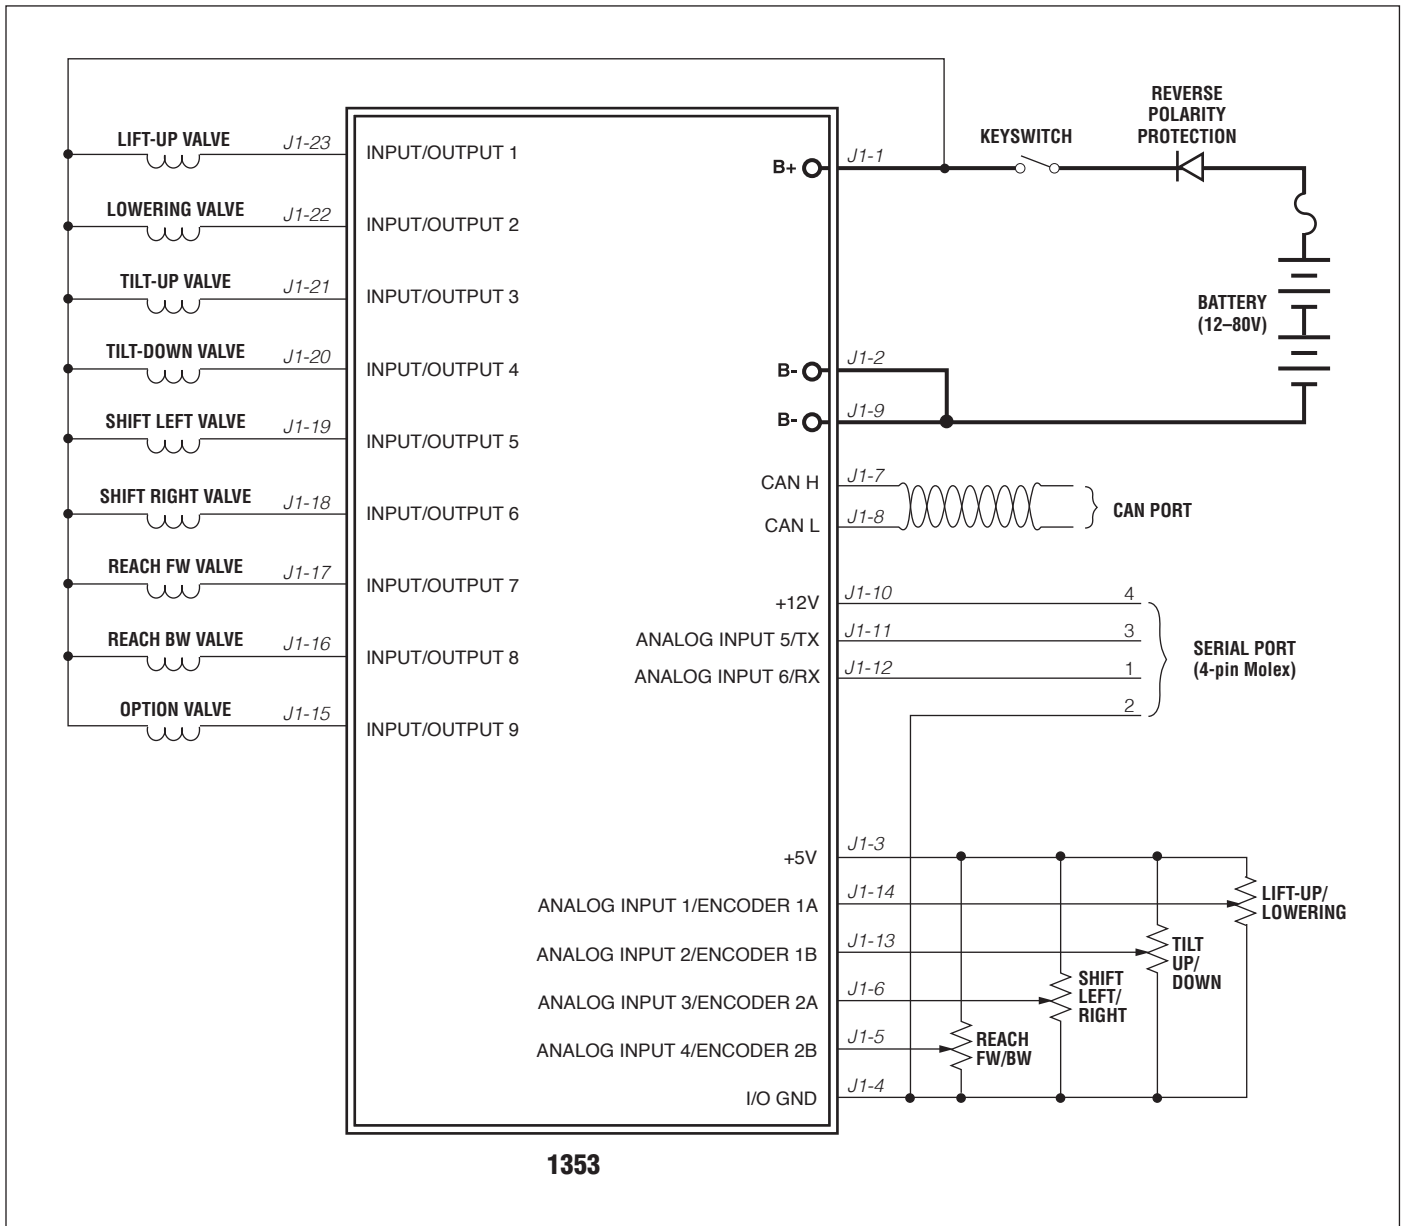 LIFT-UP VALVE
J1-23
INPUT/OUTPUT 1
LOWERING VALVE
J1-22
INPUT/OUTPUT 2
TILT-UP VALVE
J1-21
INPUT/OUTPUT 3
TILT-DOWN VALVE
J1-20
INPUT/OUTPUT 4
SHIFT LEFT VALVE
J1-19
INPUT/OUTPUT 5
SHIFT RIGHT VALVE
J1-18
INPUT/OUTPUT 6
REACH FW VALVE
J1-17
INPUT/OUTPUT 7
REACH BW VALVE
J1-16
INPUT/OUTPUT 8
OPTION VALVE
J1-15
INPUT/OUTPUT 9
B+
J1-1
KEYSWITCH
REVERSE
POLARITY
PROTECTION
BATTERY
(12–80V)
B-
J1-2
B-
J1-9
CAN H
J1-7
CAN L
J1-8
CAN PORT
+12V
J1-10
4
ANALOG INPUT 5/TX
J1-11
3
ANALOG INPUT 6/RX
J1-12
1
2
SERIAL PORT
(4-pin Molex)
+5V
J1-3
ANALOG INPUT 1/ENCODER 1A
J1-14
LIFT-UP/
LOWERING
ANALOG INPUT 2/ENCODER 1B
J1-13
TILT
UP/
DOWN
ANALOG INPUT 3/ENCODER 2A
J1-6
SHIFT
LEFT/
RIGHT
ANALOG INPUT 4/ENCODER 2B
J1-5
REACH
FW/BW
I/O GND
J1-4
1353